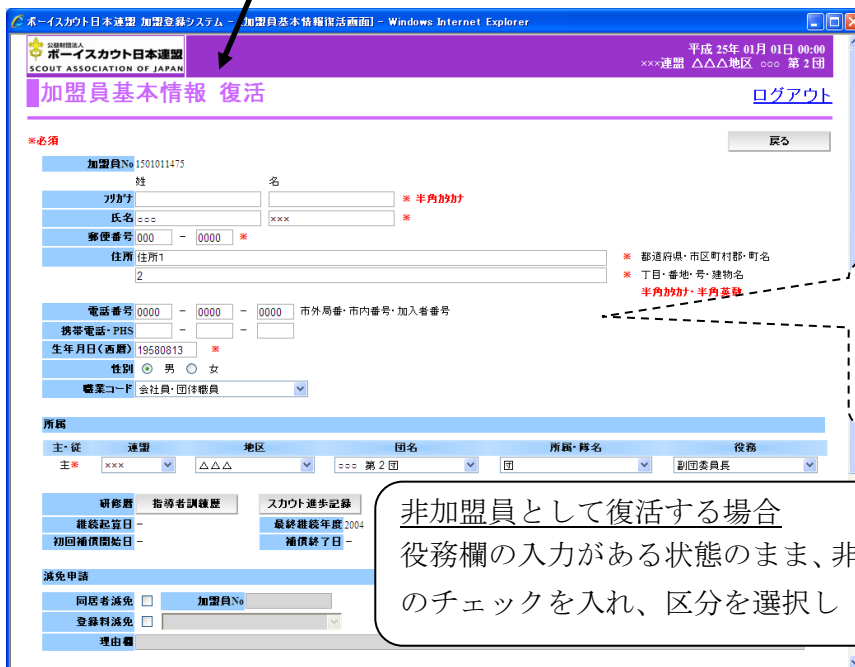 ボーイスカウト日本連盟 加盟登録システム - [加盟員基本情報復活画面] - Windows Internet Explorer
公益財団法人
ボーイスカウト日本連盟
SCOUT ASSOCIATION OF JAPAN
平成 25年 01月 01日 00:00
×××連盟 △△△地区 ○○○ 第 2 団
加盟員基本情報 復活
ログアウト
※必須
戻る
加盟員No 1501011475
姓 名
フリガナ ※ 半角カタカナ
氏名 ○○○ ××× ※
郵便番号 000 - 0000 ※
住所 住所1 ※ 都道府県・市区町村郡・町名
2 ※ 丁目・番地・号・建物名
半角カタカナ・半角英数
電話番号 0000 - 0000 - 0000 市外局番・市内番号・加入者番号
携帯電話・PHS - -
生年月日(西暦) 19580813 ※
性別 男 女
職業コード 会社員・団体職員
所属
主・従 連盟 地区 団名 所属・隊名 役務
主※ ××× △△△ ○○○ 第 2 団 団 副団委員長
研修歴 指導者訓練歴 スカウト進歩記録
継続起算日 - 最終継続年度 2004
初回補償開始日 - 補償終了日 -
減免申請
同居者減免 加盟員No
登録料減免
理由欄
非加盟員として復活する場合
役務欄の入力がある状態のまま、非
のチェックを入れ、区分を選択し